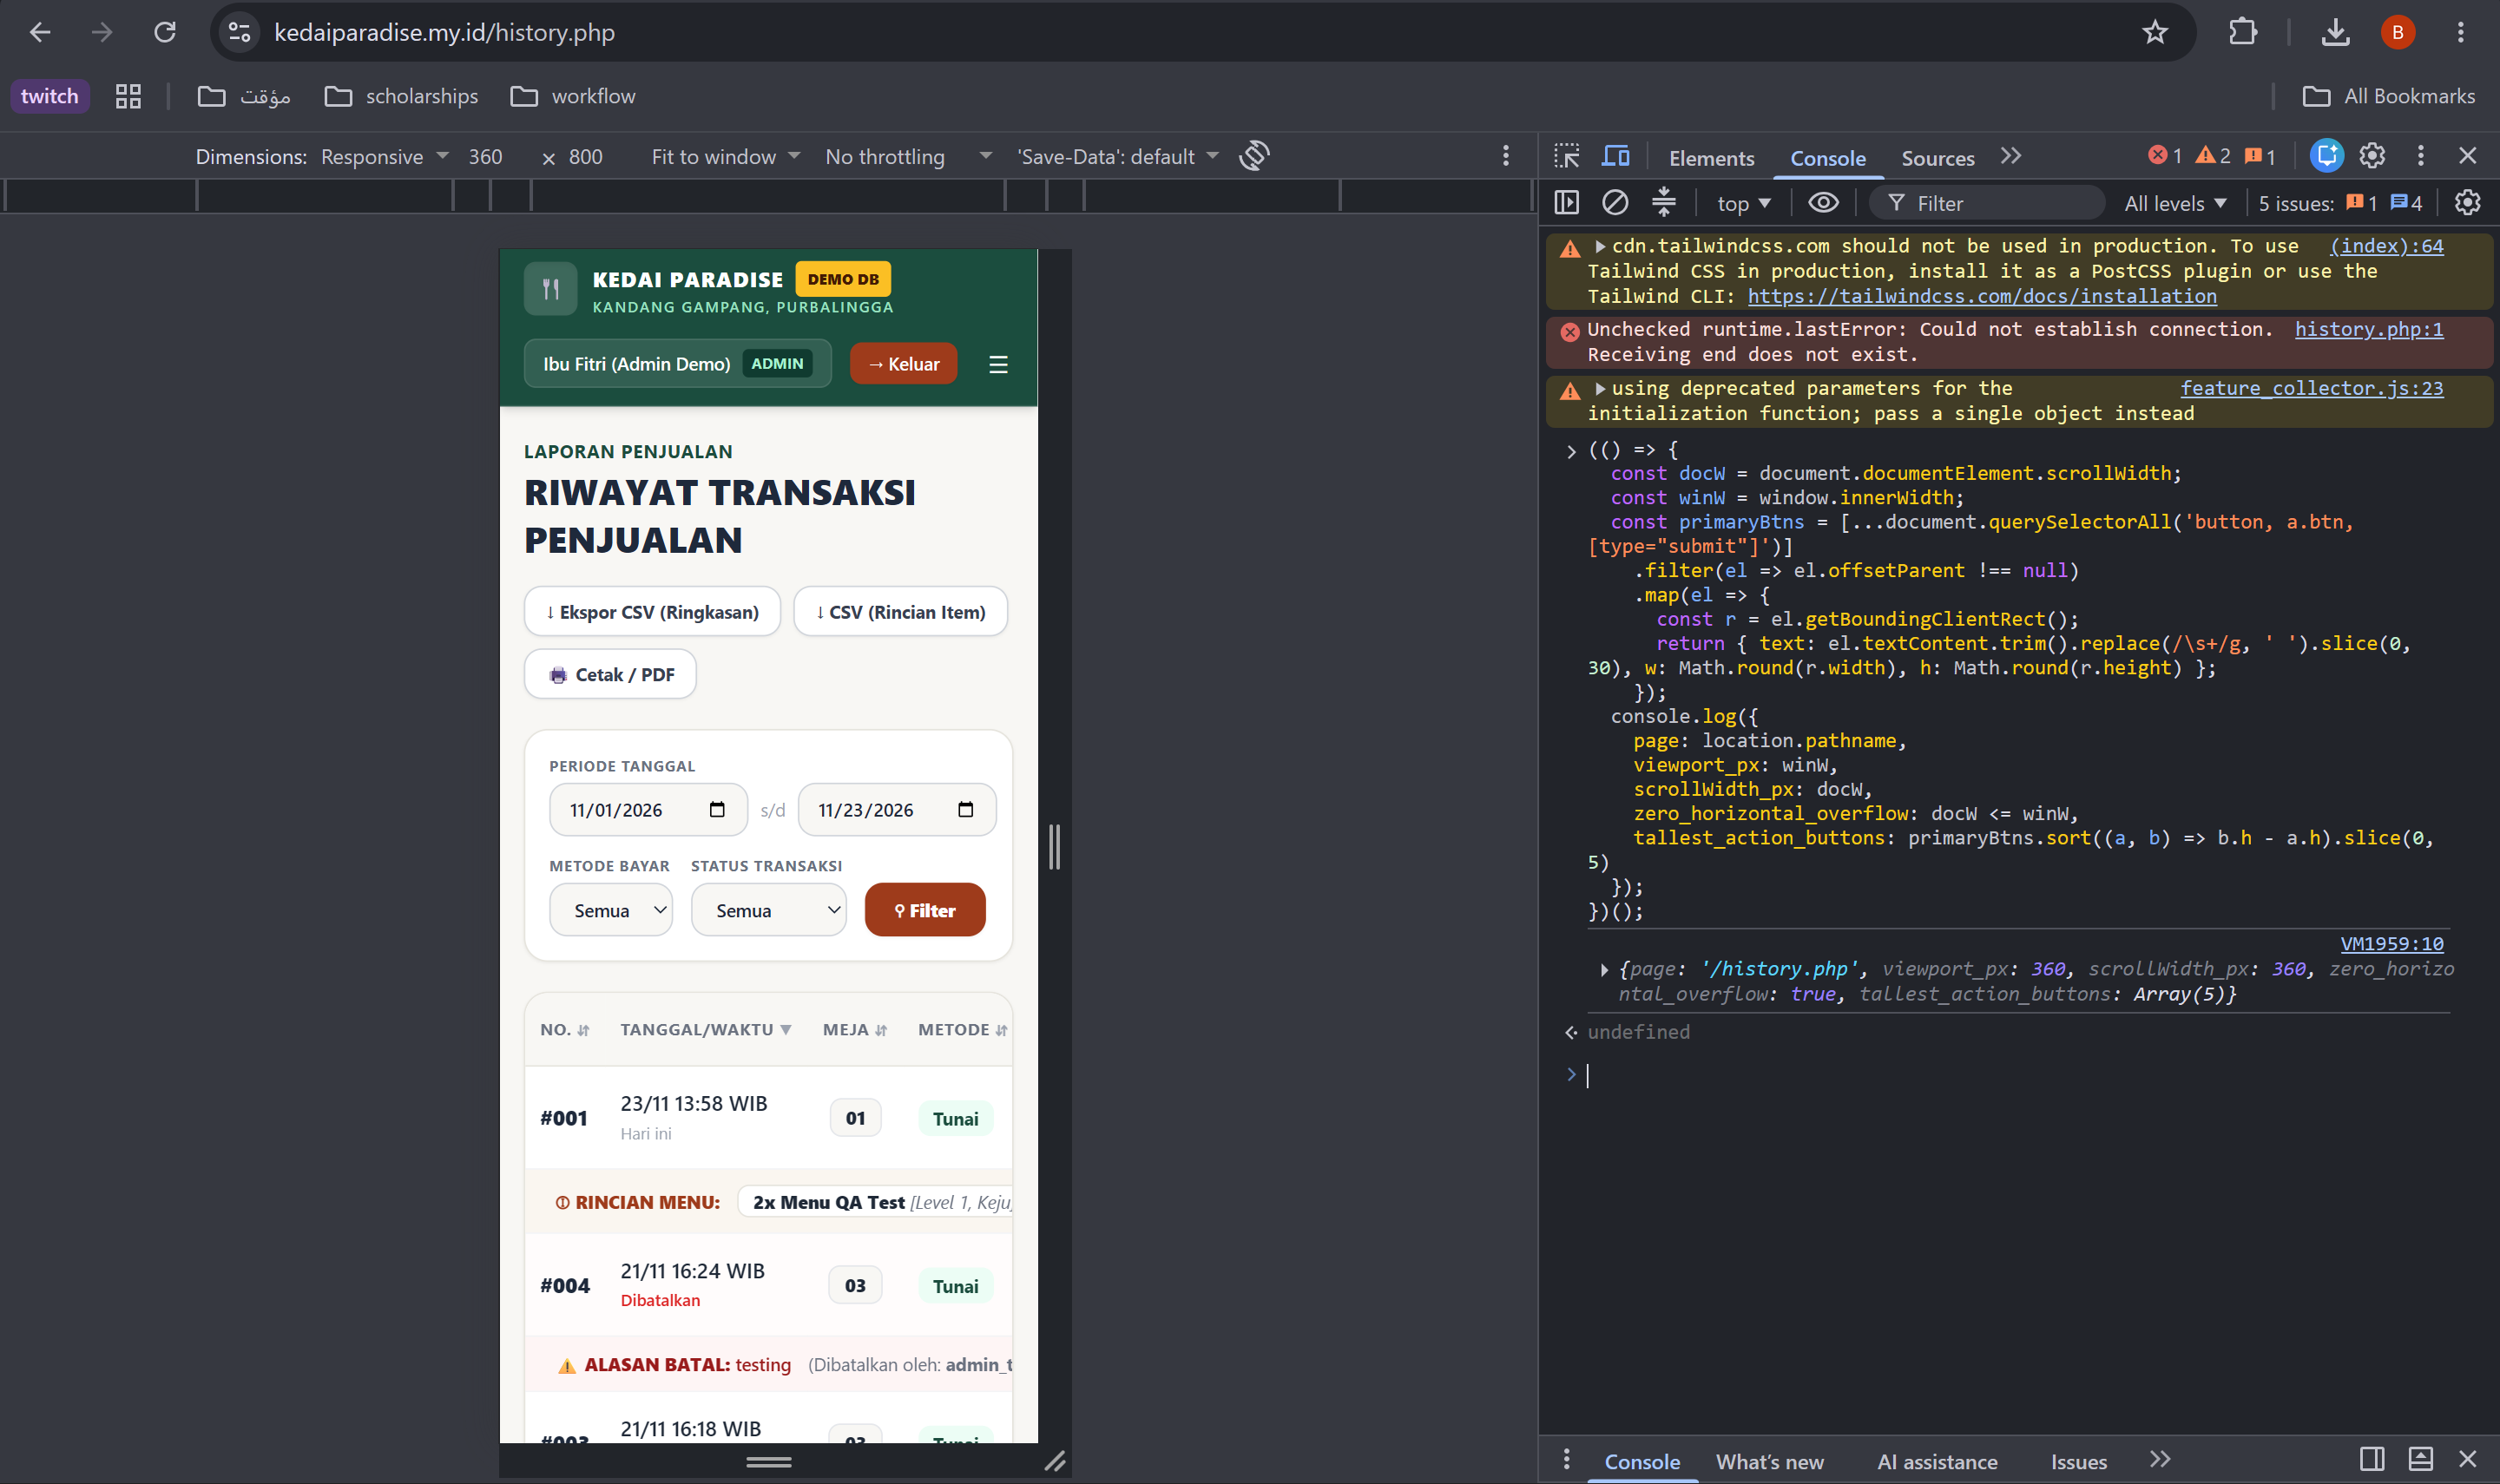 kedaiparadise.my.id/history.php
B
twitch
مؤقت
scholarships
workflow
All Bookmarks
Dimensions: Responsive 360 × 800 Fit to window No throttling 'Save-Data': default
Elements Console Sources 1 2 1
top Filter All levels 5 issues: 1 4
KEDAI PARADISE DEMO DB
KANDANG GAMPANG, PURBALINGGA
Ibu Fitri (Admin Demo) ADMIN → Keluar ☰
LAPORAN PENJUALAN
RIWAYAT TRANSAKSI
PENJUALAN
↓ Ekspor CSV (Ringkasan) ↓ CSV (Rincian Item)
Cetak / PDF
PERIODE TANGGAL
11/01/2026 s/d 11/23/2026
METODE BAYAR STATUS TRANSAKSI
Semua Semua Filter
NO. TANGGAL/WAKTU ▼ MEJA METODE
#001 23/11 13:58 WIB 01 Tunai
Hari ini
RINCIAN MENU: 2x Menu QA Test [Level 1, Keju
#004 21/11 16:24 WIB 03 Tunai
Dibatalkan
ALASAN BATAL: testing (Dibatalkan oleh: admin_t
#003 21/11 16:18 WIB 03 Tunai
cdn.tailwindcss.com should not be used in production. To use (index):64
Tailwind CSS in production, install it as a PostCSS plugin or use the
Tailwind CLI: https://tailwindcss.com/docs/installation
Unchecked runtime.lastError: Could not establish connection. history.php:1
Receiving end does not exist.
using deprecated parameters for the feature_collector.js:23
initialization function; pass a single object instead
(() => {
const docW = document.documentElement.scrollWidth;
const winW = window.innerWidth;
const primaryBtns = [...document.querySelectorAll('button, a.btn,
[type="submit"]')]
.filter(el => el.offsetParent !== null)
.map(el => {
const r = el.getBoundingClientRect();
return { text: el.textContent.trim().replace(/\s+/g, ' ').slice(0,
30), w: Math.round(r.width), h: Math.round(r.height) };
});
console.log({
page: location.pathname,
viewport_px: winW,
scrollWidth_px: docW,
zero_horizontal_overflow: docW <= winW,
tallest_action_buttons: primaryBtns.sort((a, b) => b.h - a.h).slice(0,
5)
});
})();
VM1959:10
{page: '/history.php', viewport_px: 360, scrollWidth_px: 360, zero_horizo
ntal_overflow: true, tallest_action_buttons: Array(5)}
undefined
Console What's new AI assistance Issues